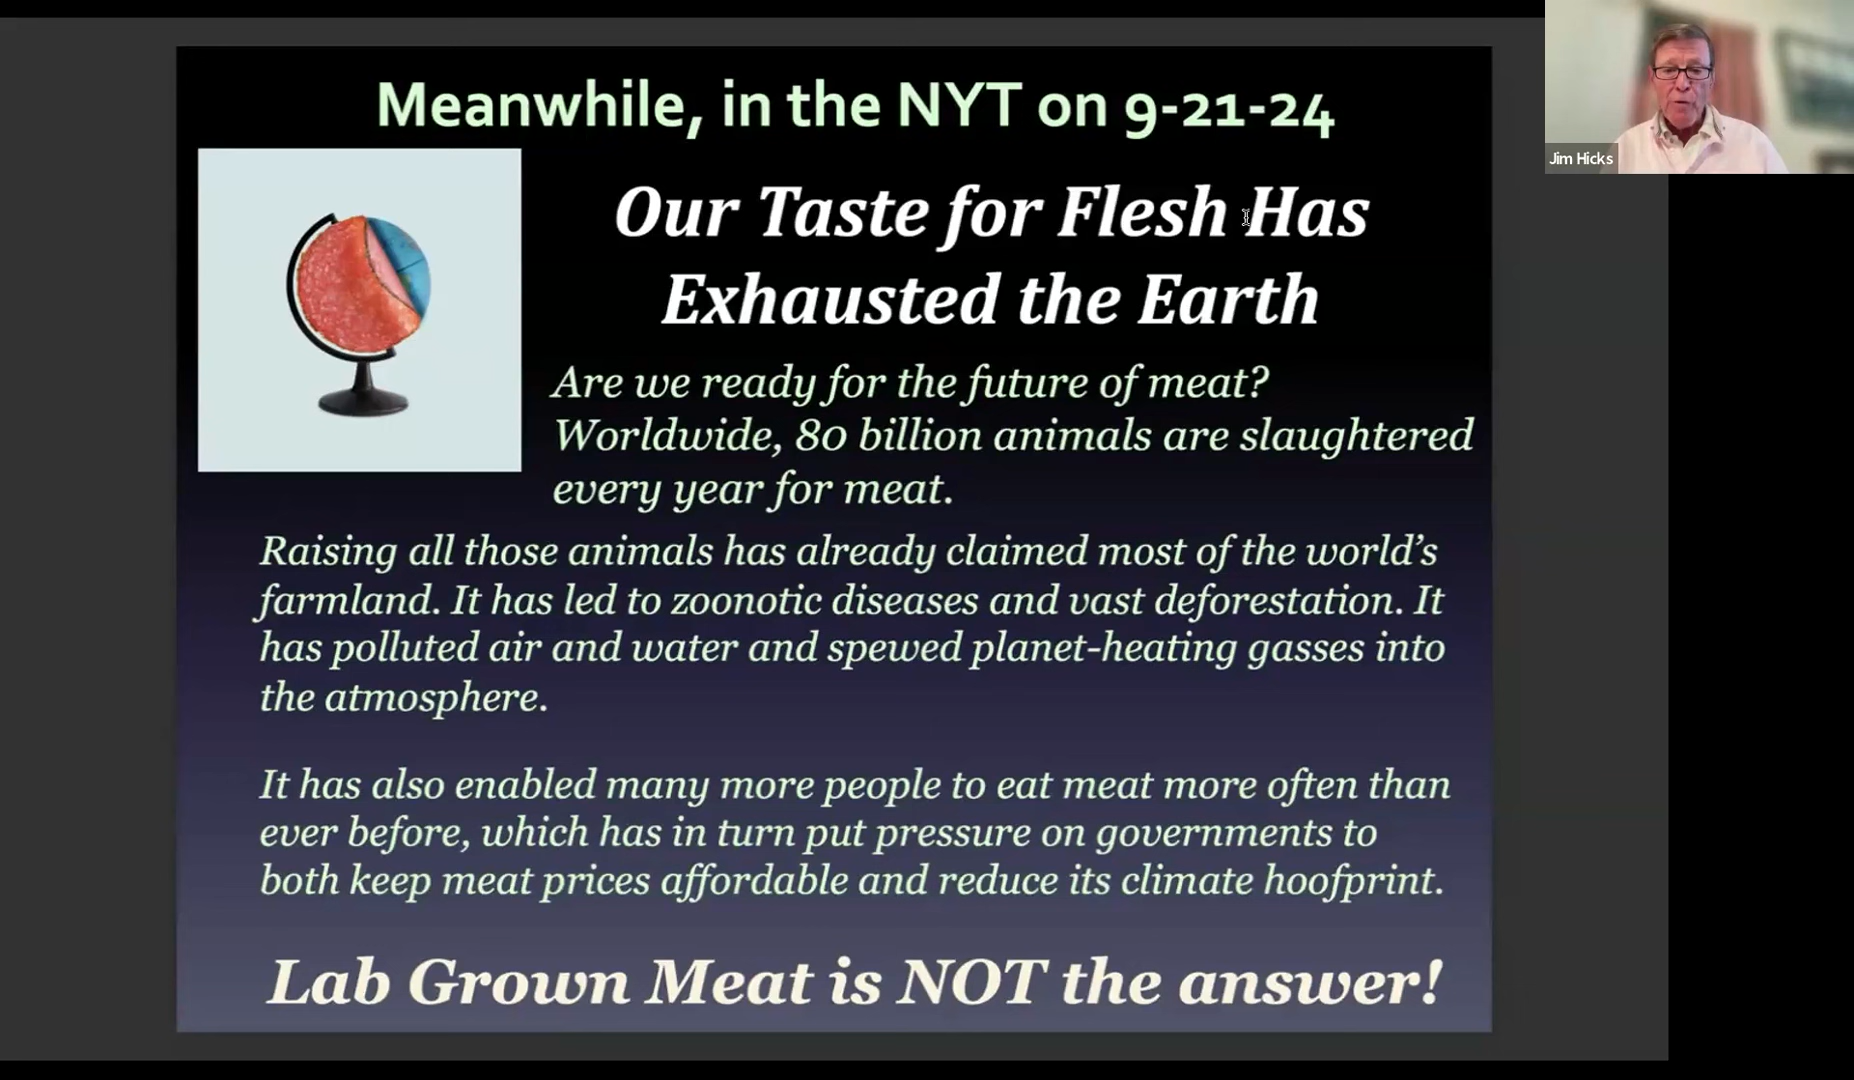 Meanwhile, in the NYT on 9-21-24
Our Taste for Flesh Has
Exhausted the Earth
Are we ready for the future of meat?
Worldwide, 80 billion animals are slaughtered
every year for meat.
Raising all those animals has already claimed most of the world's
farmland. It has led to zoonotic diseases and vast deforestation. It
has polluted air and water and spewed planet-heating gasses into
the atmosphere.
It has also enabled many more people to eat meat more often than
ever before, which has in turn put pressure on governments to
both keep meat prices affordable and reduce its climate hoofprint.
Lab Grown Meat is NOT the answer!
Jim Hicks